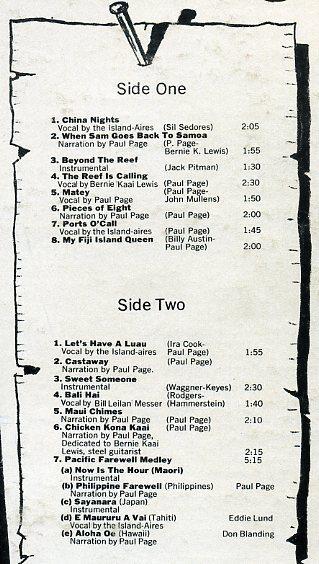 Side One
1. China Nights
Vocal by the Island-Aires (Sil Sedores) 2:05
2. When Sam Goes Back To Samoa
Narration by Paul Page (P. Page-
Bernie K. Lewis) 1:55
3. Beyond The Reef
Instrumental (Jack Pitman) 1:30
4. The Reef Is Calling
Vocal by Bernie Kaai Lewis (Paul Page) 2:30
5. Matey (Paul Page-
Vocal by Paul Page John Mullens) 1:50
6. Pieces of Eight
Narration by Paul Page (Paul Page) 2:00
7. Ports O'Call
Vocal by the Island-aires (Paul Page) 1:45
8. My Fiji Island Queen (Billy Austin-
Paul Page) 2:00
Side Two
1. Let's Have A Luau (Ira Cook-
Vocal by the Island-aires Paul Page) 1:55
2. Castaway (Paul Page)
Narration by Paul Page.
3. Sweet Someone
Instrumental (Waggner-Keyes) 2:30
4. Bali Hai (Rodgers-
Vocal by Bill Leilani Messer Hammerstein) 1:40
5. Maui Chimes
Narration by Paul Page (Paul Page) 2:10
6. Chicken Kona Kaai (Paul Page)
Narration by Paul Page,
Dedicated to Bernie Kaai
Lewis, steel guitarist 2:15
7. Pacific Farewell Medley 5:15
(a) Now Is The Hour (Maori)
Instrumental
(b) Philippine Farewell (Philippines) Paul Page
Narration by Paul Page
(c) Sayanara (Japan)
Instrumental
(d) E Maururu A Vai (Tahiti) Eddie Lund
Vocal by the Island-Aires
(e) Aloha Oe (Hawaii) Don Blanding
Narration by Paul Page